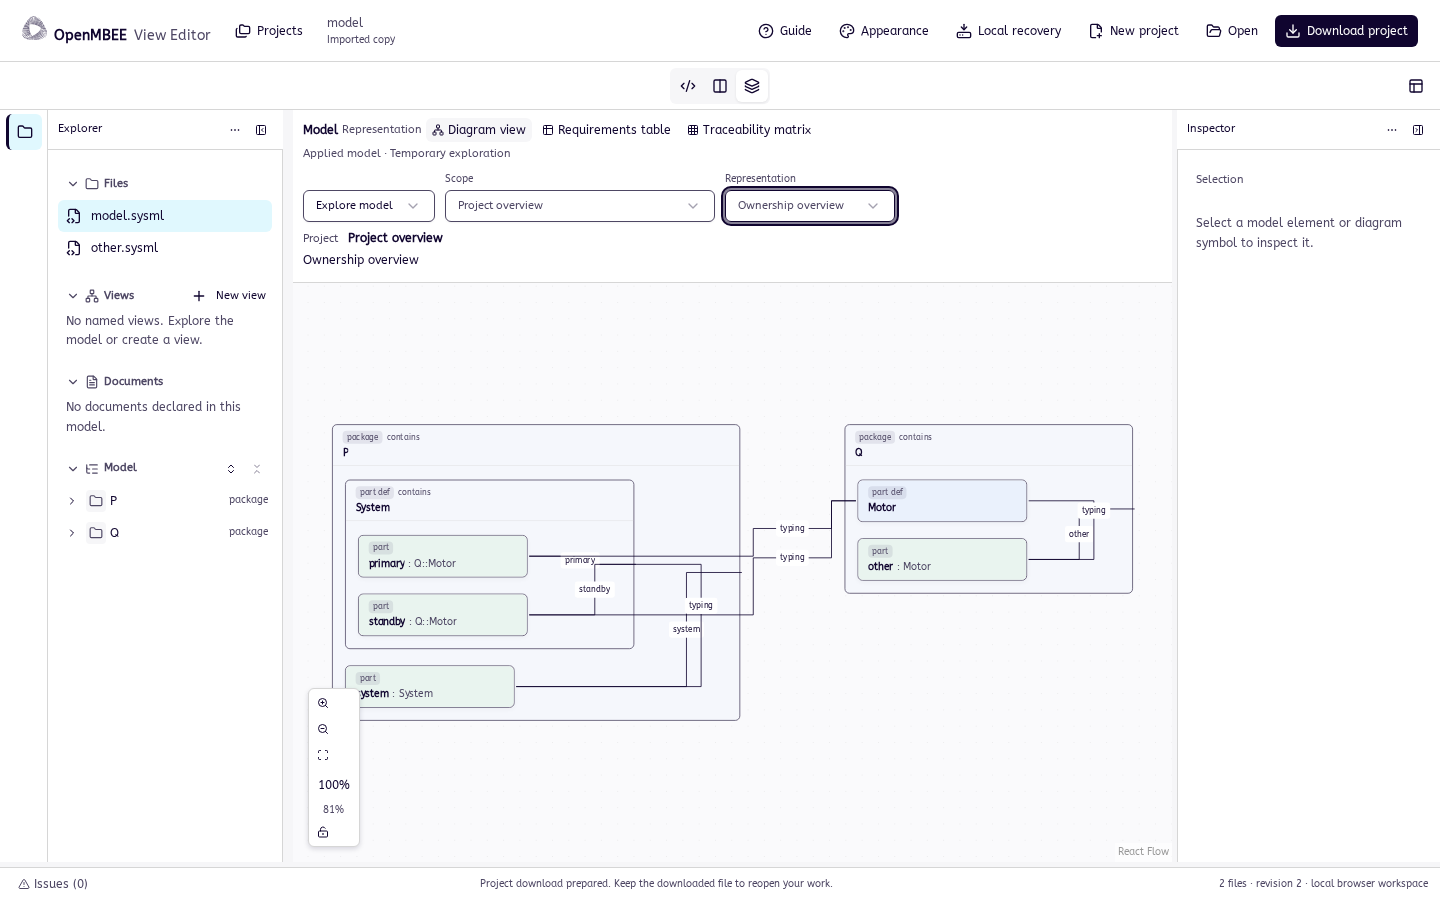 OpenMBEE View Editor
Projects
model
Imported copy
Guide
Appearance
Local recovery
New project
Open
Download project
Explorer
Files
model.sysml
other.sysml
Views
New view
No named views. Explore the
model or create a view.
Documents
No documents declared in this
model.
Model
P package
Q package
Model Representation Diagram view Requirements table Traceability matrix
Applied model · Temporary exploration
Scope
Representation
Explore model
Project overview
Ownership overview
Project Project overview
Ownership overview
package contains
P
part def contains
System
part
primary : Q::Motor
part
standby : Q::Motor
part
system : System
primary
standby
typing
system
typing
typing
package contains
Q
part def
Motor
part
other : Motor
typing
other
100%
81%
React Flow
Inspector
Selection
Select a model element or diagram
symbol to inspect it.
Issues (0)
Project download prepared. Keep the downloaded file to reopen your work.
2 files · revision 2 · local browser workspace